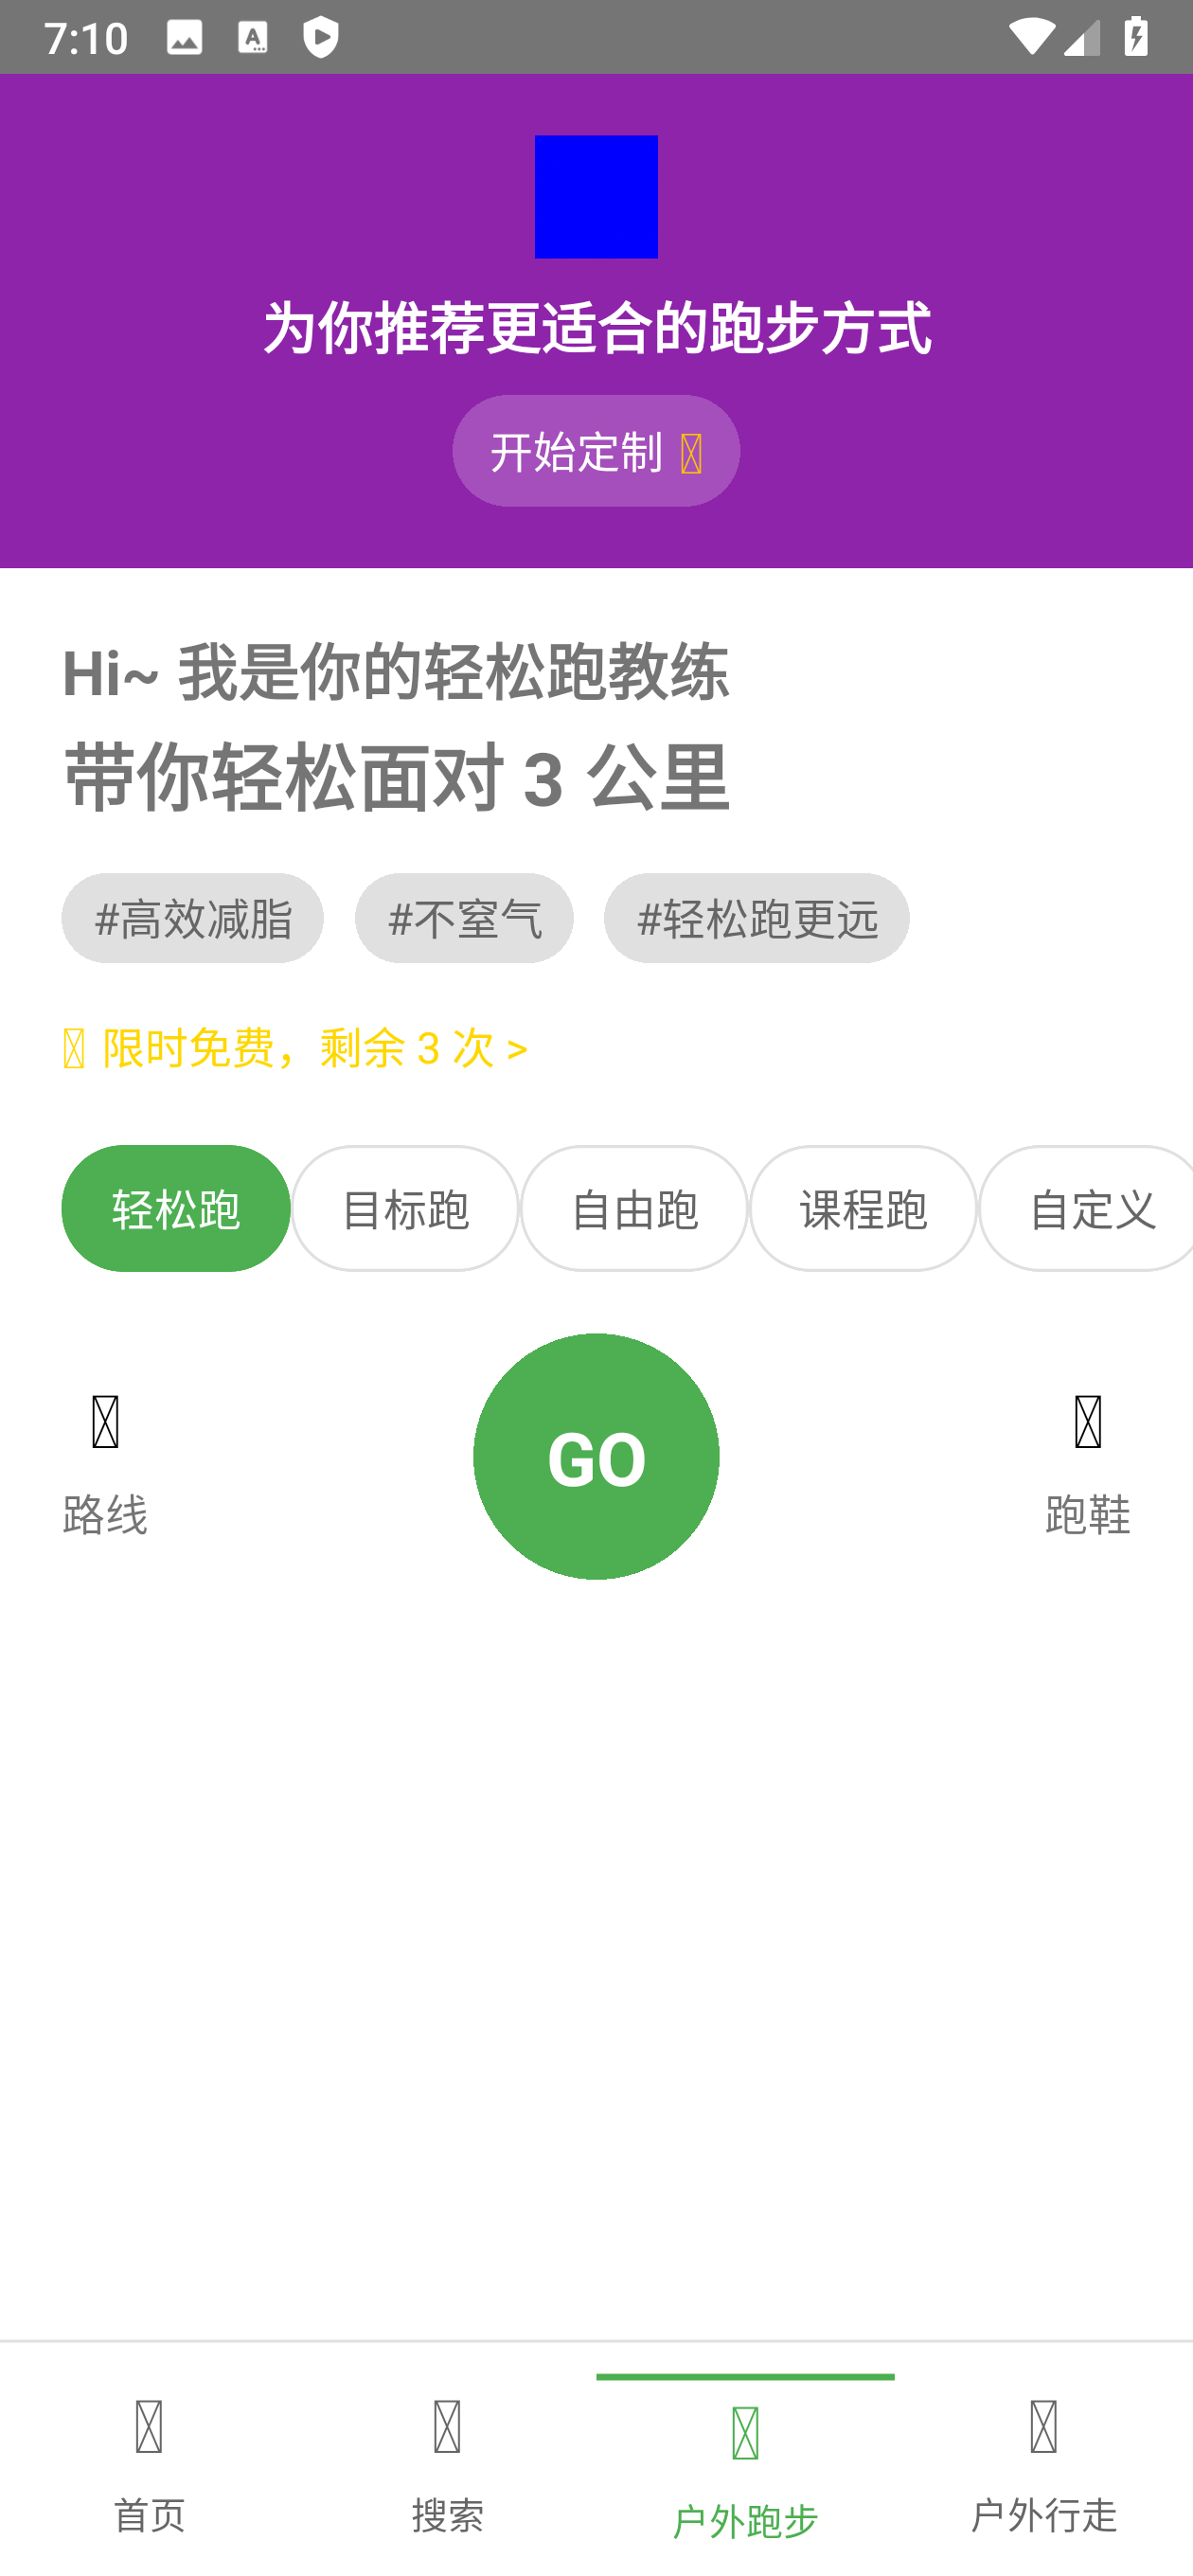 7:10
为你推荐更适合的跑步方式
开始定制
Hi~ 我是你的轻松跑教练
带你轻松面对 3 公里
#高效减脂 #不窒气 #轻松跑更远
限时免费，剩余 3 次 >
轻松跑 目标跑 自由跑 课程跑 自定义
GO
路线 跑鞋
首页 搜索 户外跑步 户外行走